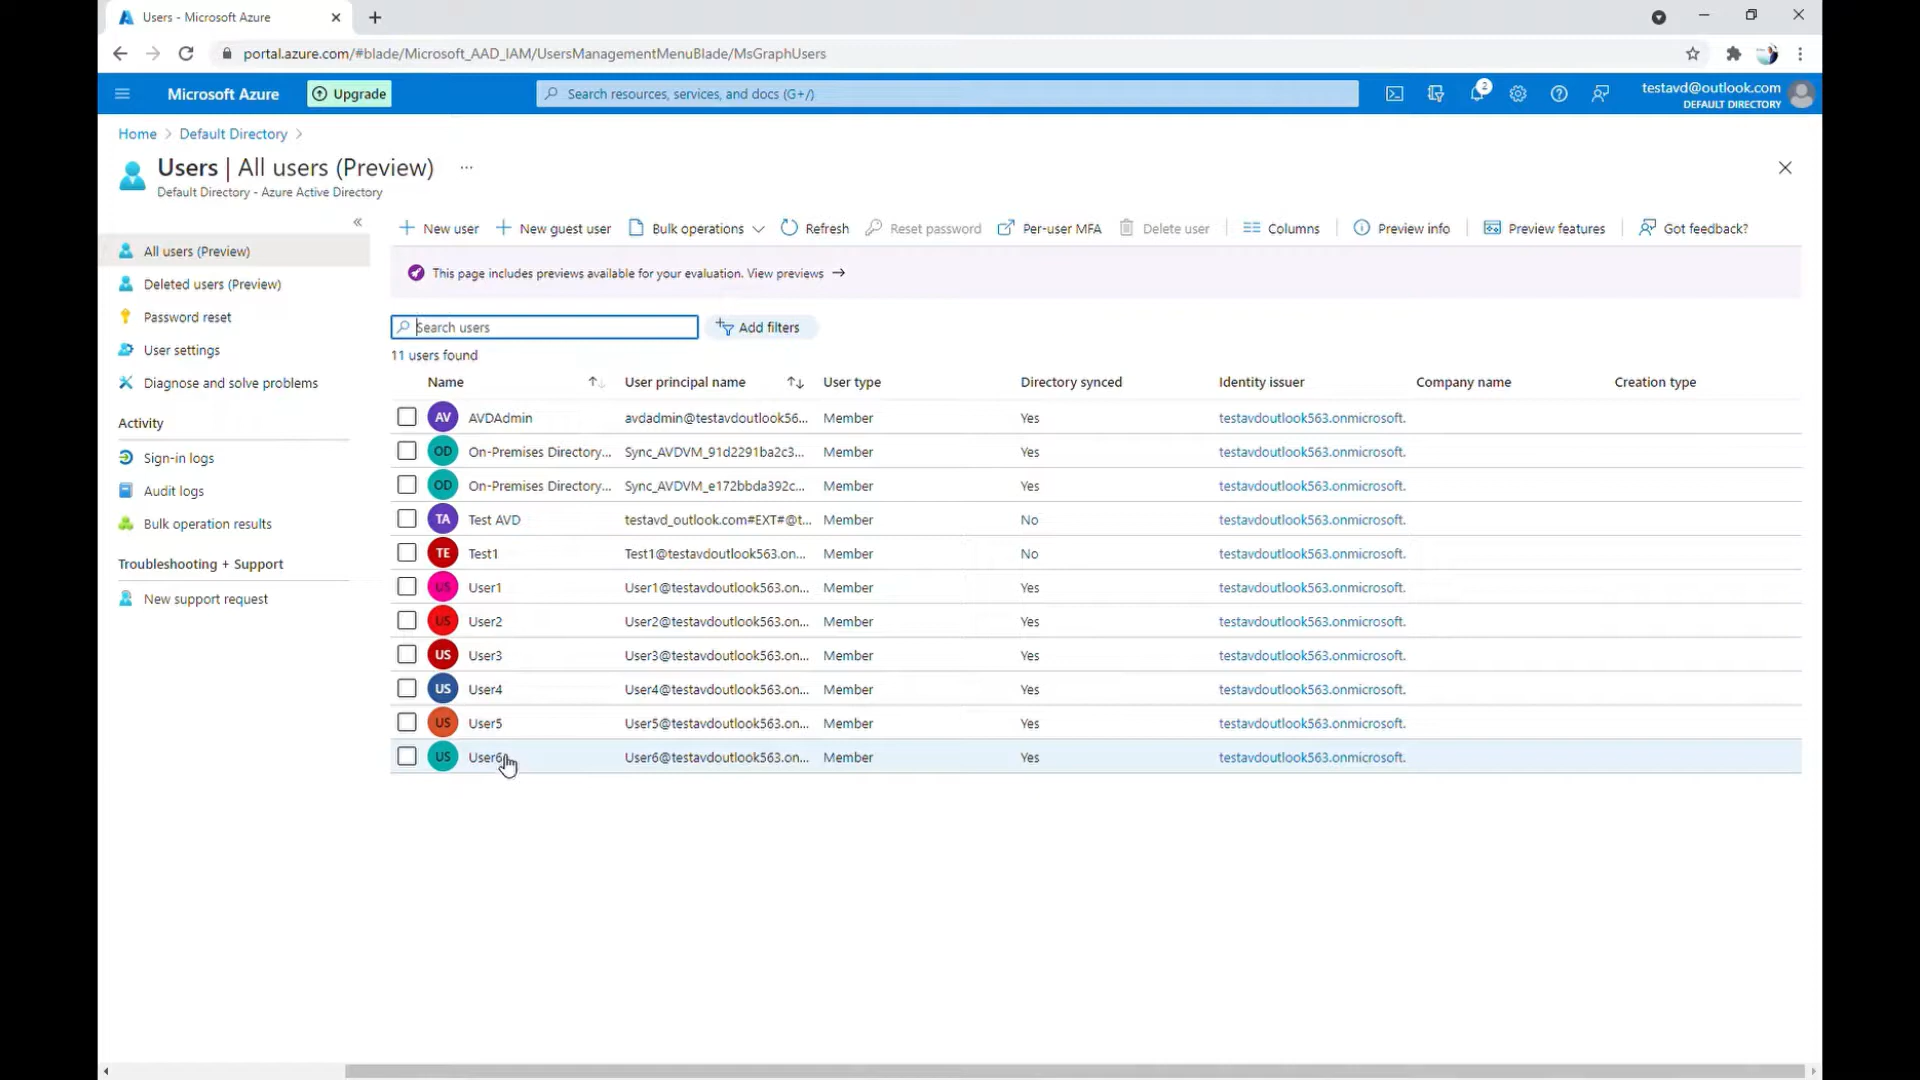 Users - Microsoft Azure
portal.azure.com/#blade/Microsoft_AAD_IAM/UsersManagementMenuBlade/MsGraphUsers
Microsoft Azure
Upgrade
Search resources, services, and docs (G+/)
2
testavd@outlook.com
DEFAULT DIRECTORY
Home > Default Directory >
Users | All users (Preview) ...
Default Directory - Azure Active Directory
All users (Preview)
Deleted users (Preview)
Password reset
User settings
Diagnose and solve problems
Activity
Sign-in logs
Audit logs
Bulk operation results
Troubleshooting + Support
New support request
New user
New guest user
Bulk operations
Refresh
Reset password
Per-user MFA
Delete user
Columns
Preview info
Preview features
Got feedback?
This page includes previews available for your evaluation. View previews →
Search users
Add filters
11 users found
Name User principal name User type Directory synced Identity issuer Company name Creation type
AV AVDAdmin avdadmin@testavdoutlook56... Member Yes testavdoutlook563.onmicrosoft.
OD On-Premises Directory... Sync_AVDVM_91d2291ba2c3... Member Yes testavdoutlook563.onmicrosoft.
OD On-Premises Directory... Sync_AVDVM_e172bbda392c... Member Yes testavdoutlook563.onmicrosoft.
TA Test AVD testavd_outlook.com#EXT#@t... Member No testavdoutlook563.onmicrosoft.
TE Test1 Test1@testavdoutlook563.on... Member No testavdoutlook563.onmicrosoft.
US User1 User1@testavdoutlook563.on... Member Yes testavdoutlook563.onmicrosoft.
US User2 User2@testavdoutlook563.on... Member Yes testavdoutlook563.onmicrosoft.
US User3 User3@testavdoutlook563.on... Member Yes testavdoutlook563.onmicrosoft.
US User4 User4@testavdoutlook563.on... Member Yes testavdoutlook563.onmicrosoft.
US User5 User5@testavdoutlook563.on... Member Yes testavdoutlook563.onmicrosoft.
US User6 User6@testavdoutlook563.on... Member Yes testavdoutlook563.onmicrosoft.